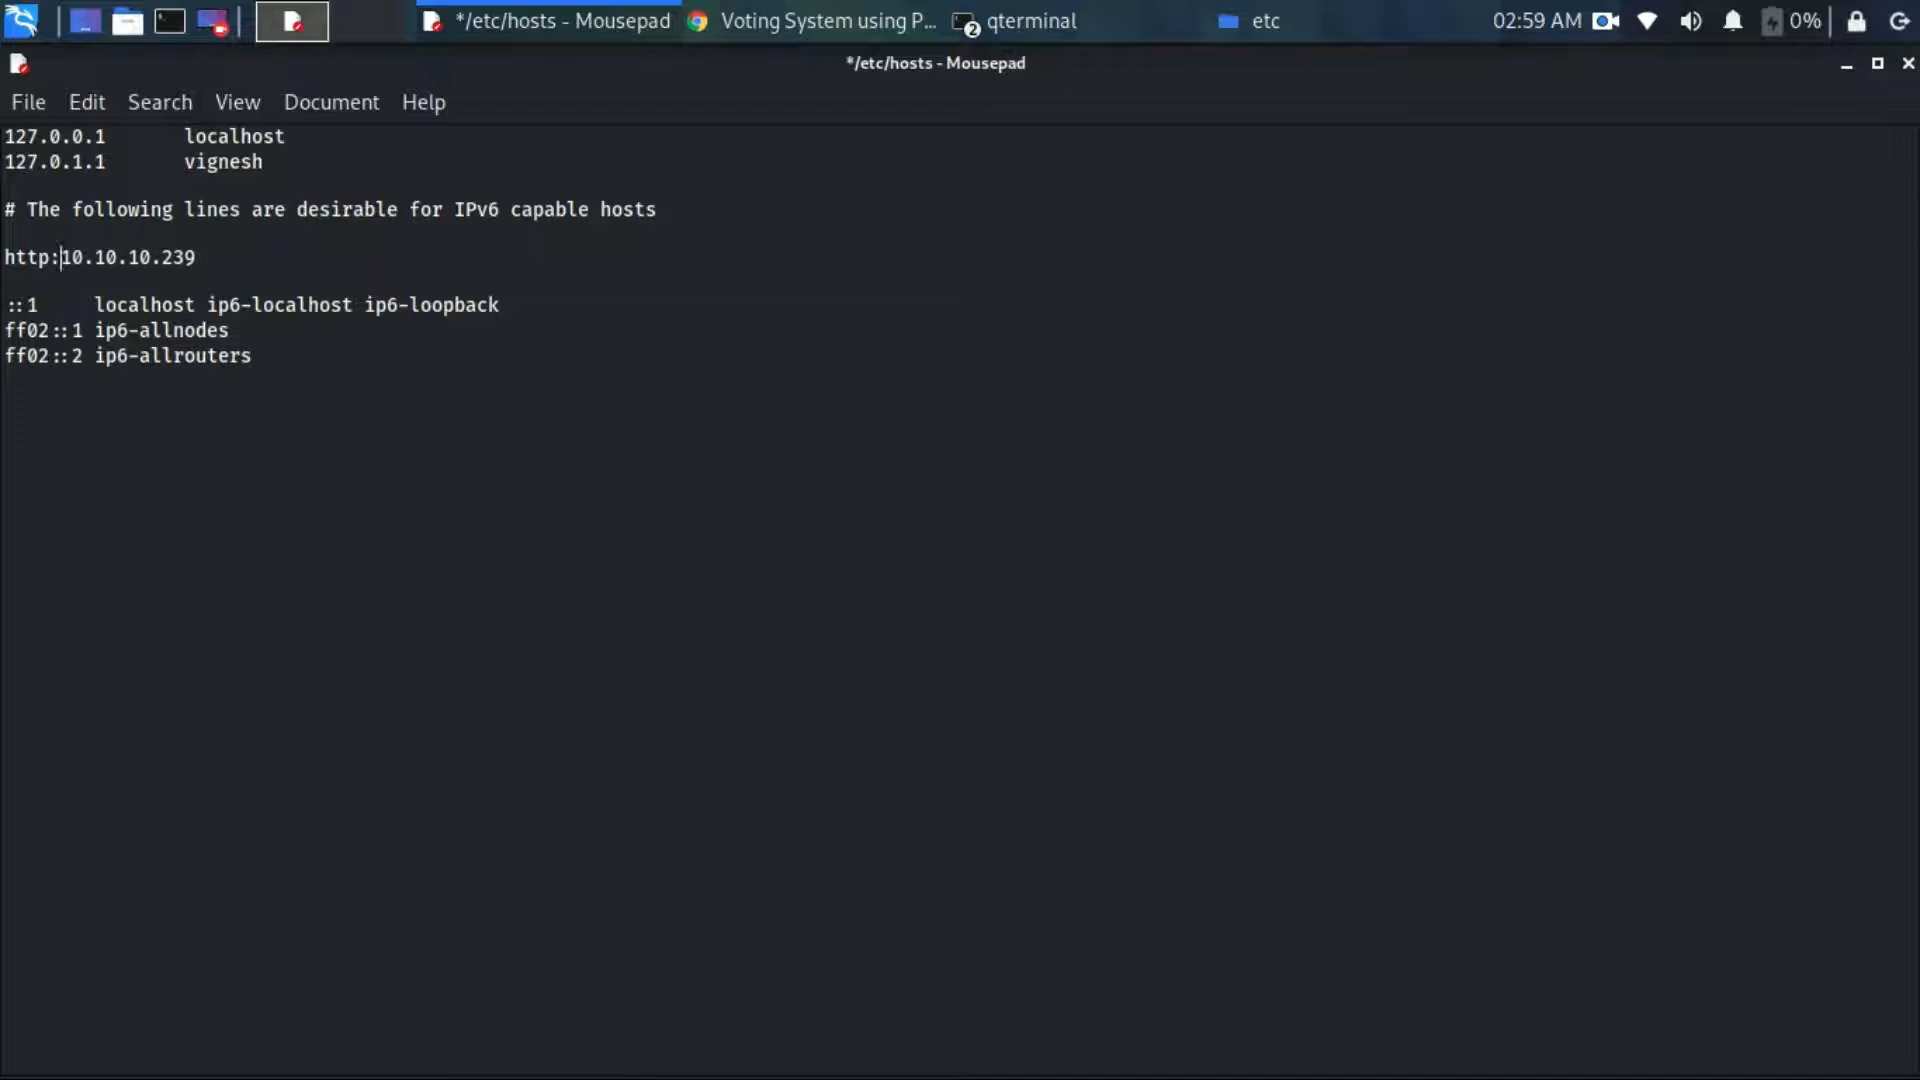 */etc/hosts - Mousepad Voting System using P... 2 qterminal etc 02:59 AM 0%
*/etc/hosts - Mousepad
File Edit Search View Document Help
127.0.0.1 localhost
127.0.1.1 vignesh
# The following lines are desirable for IPv6 capable hosts
http:10.10.10.239
::1 localhost ip6-localhost ip6-loopback
ff02::1 ip6-allnodes
ff02::2 ip6-allrouters